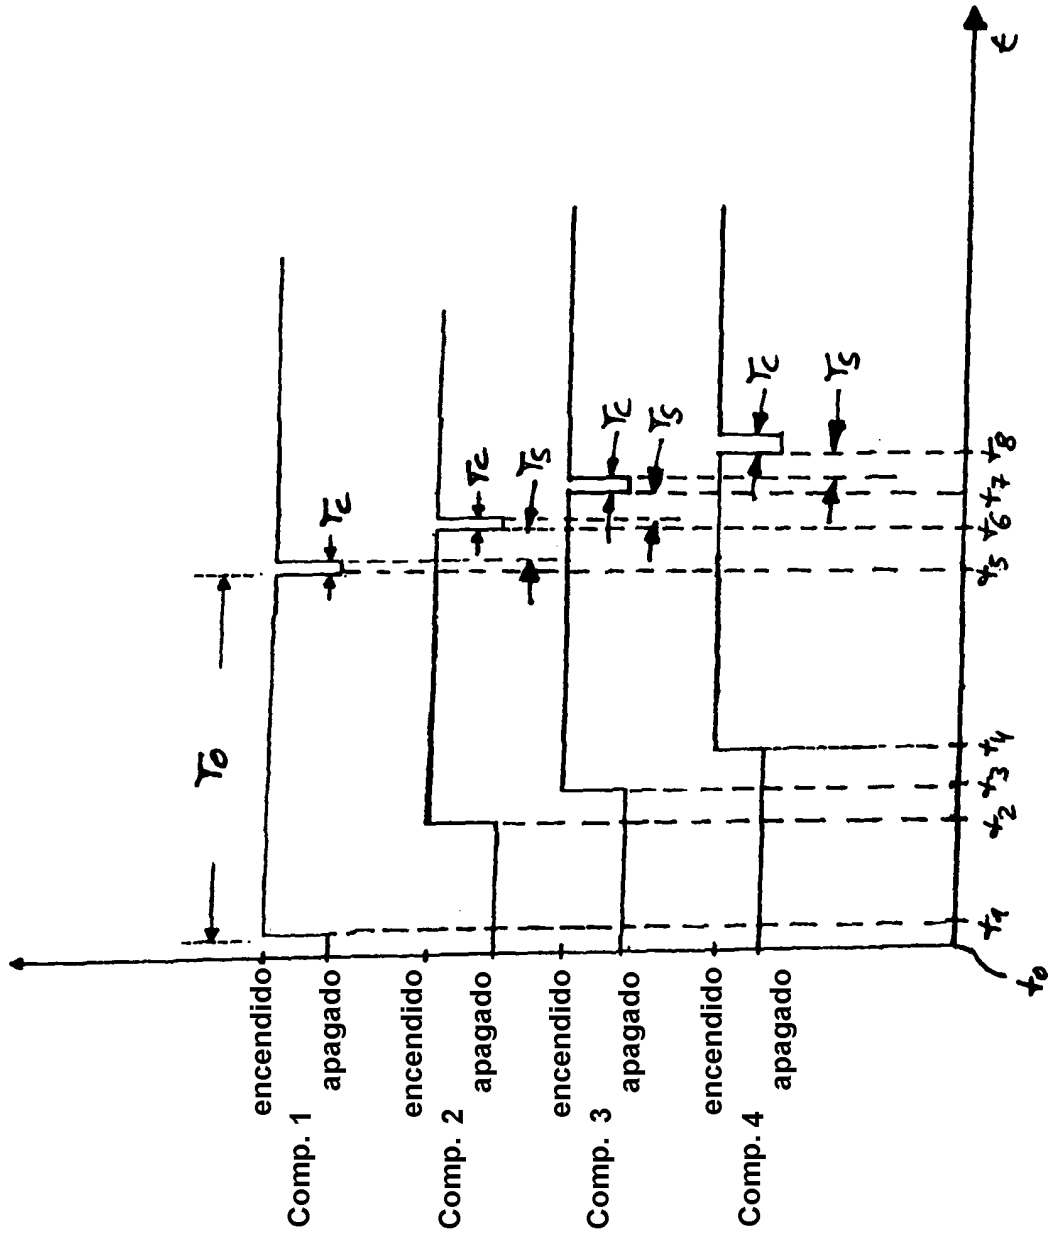 T0
encendido
Comp. 1
apagado
Tc
encendido
Comp. 2
apagado
Tc
Ts
encendido
Comp. 3
apagado
Tc
Ts
encendido
Comp. 4
apagado
Tc
Ts
t1 t2 t3 t4 t5 t6 t7 t8 t
t0